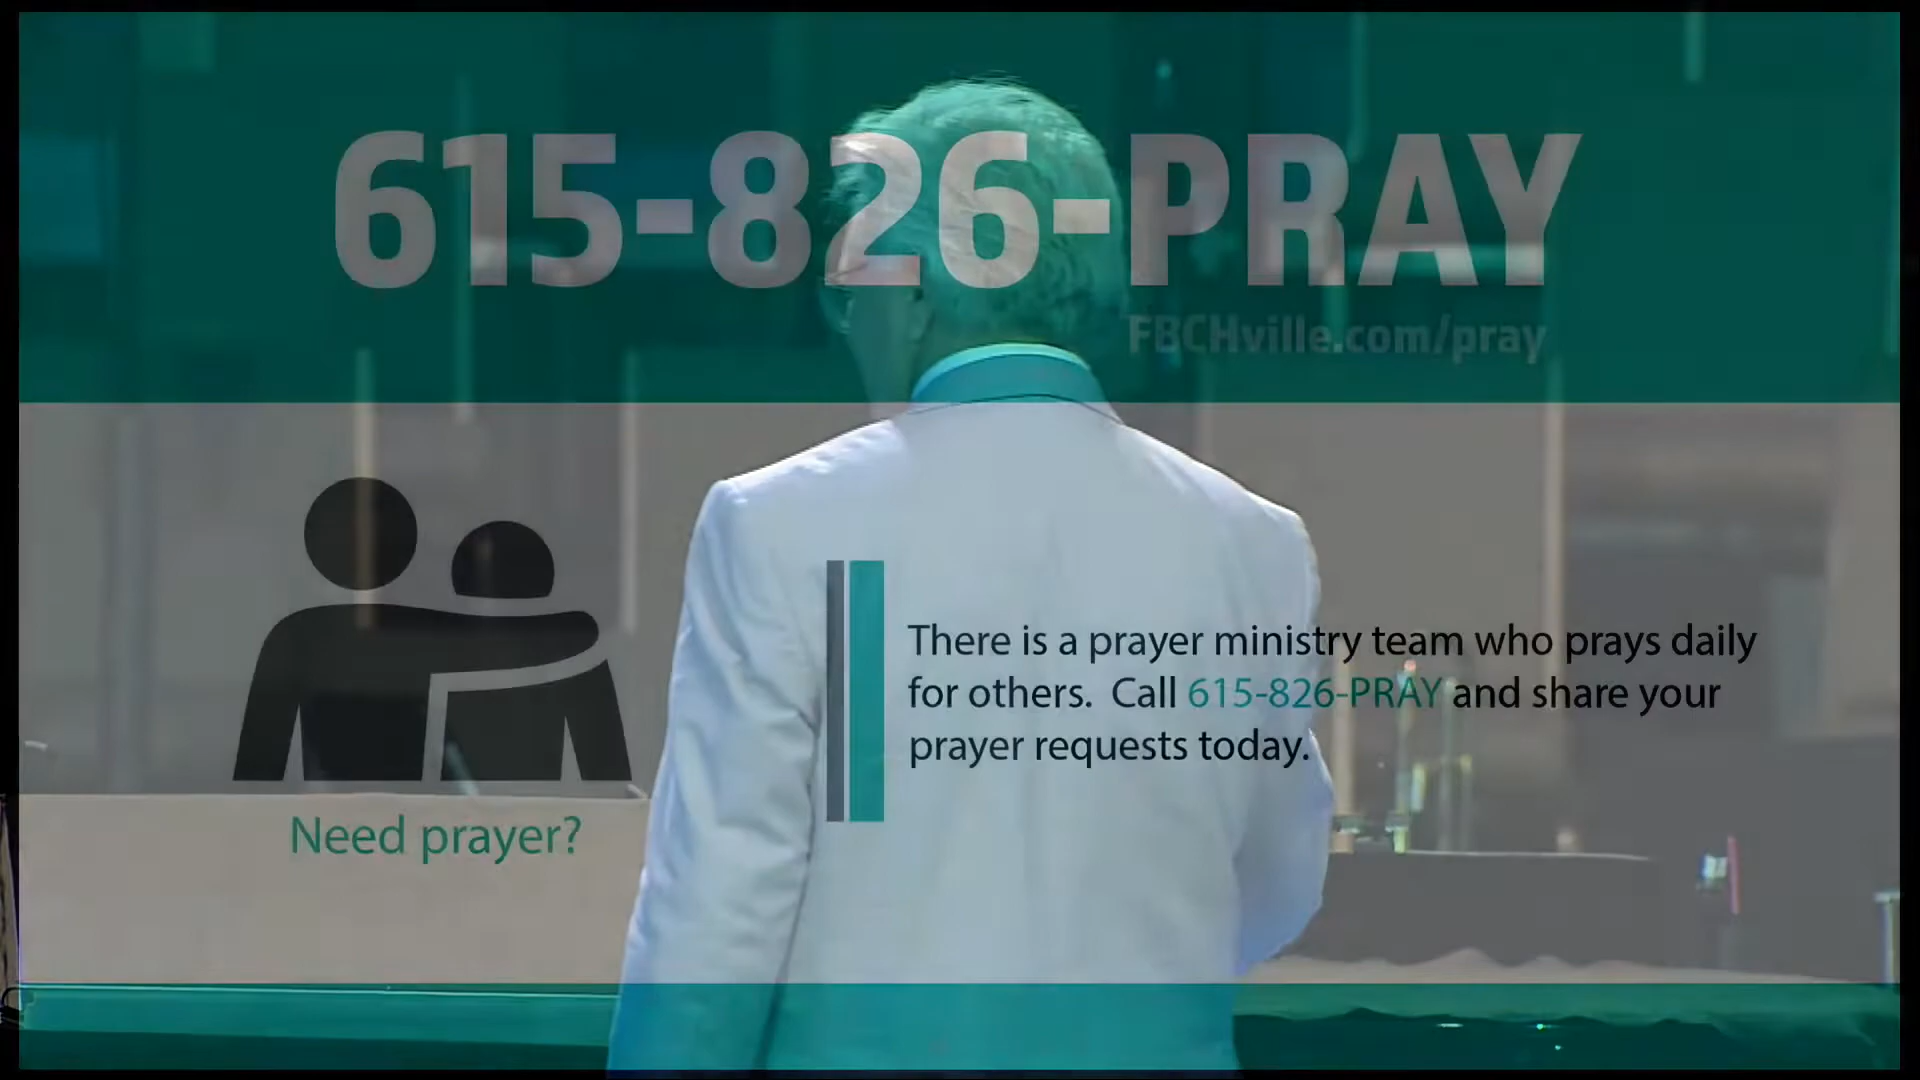 615-826-PRAY
FBCHville.com/pray
There is a prayer ministry team who prays daily
for others.  Call 615-826-PRAY and share your
prayer requests today.
Need prayer?